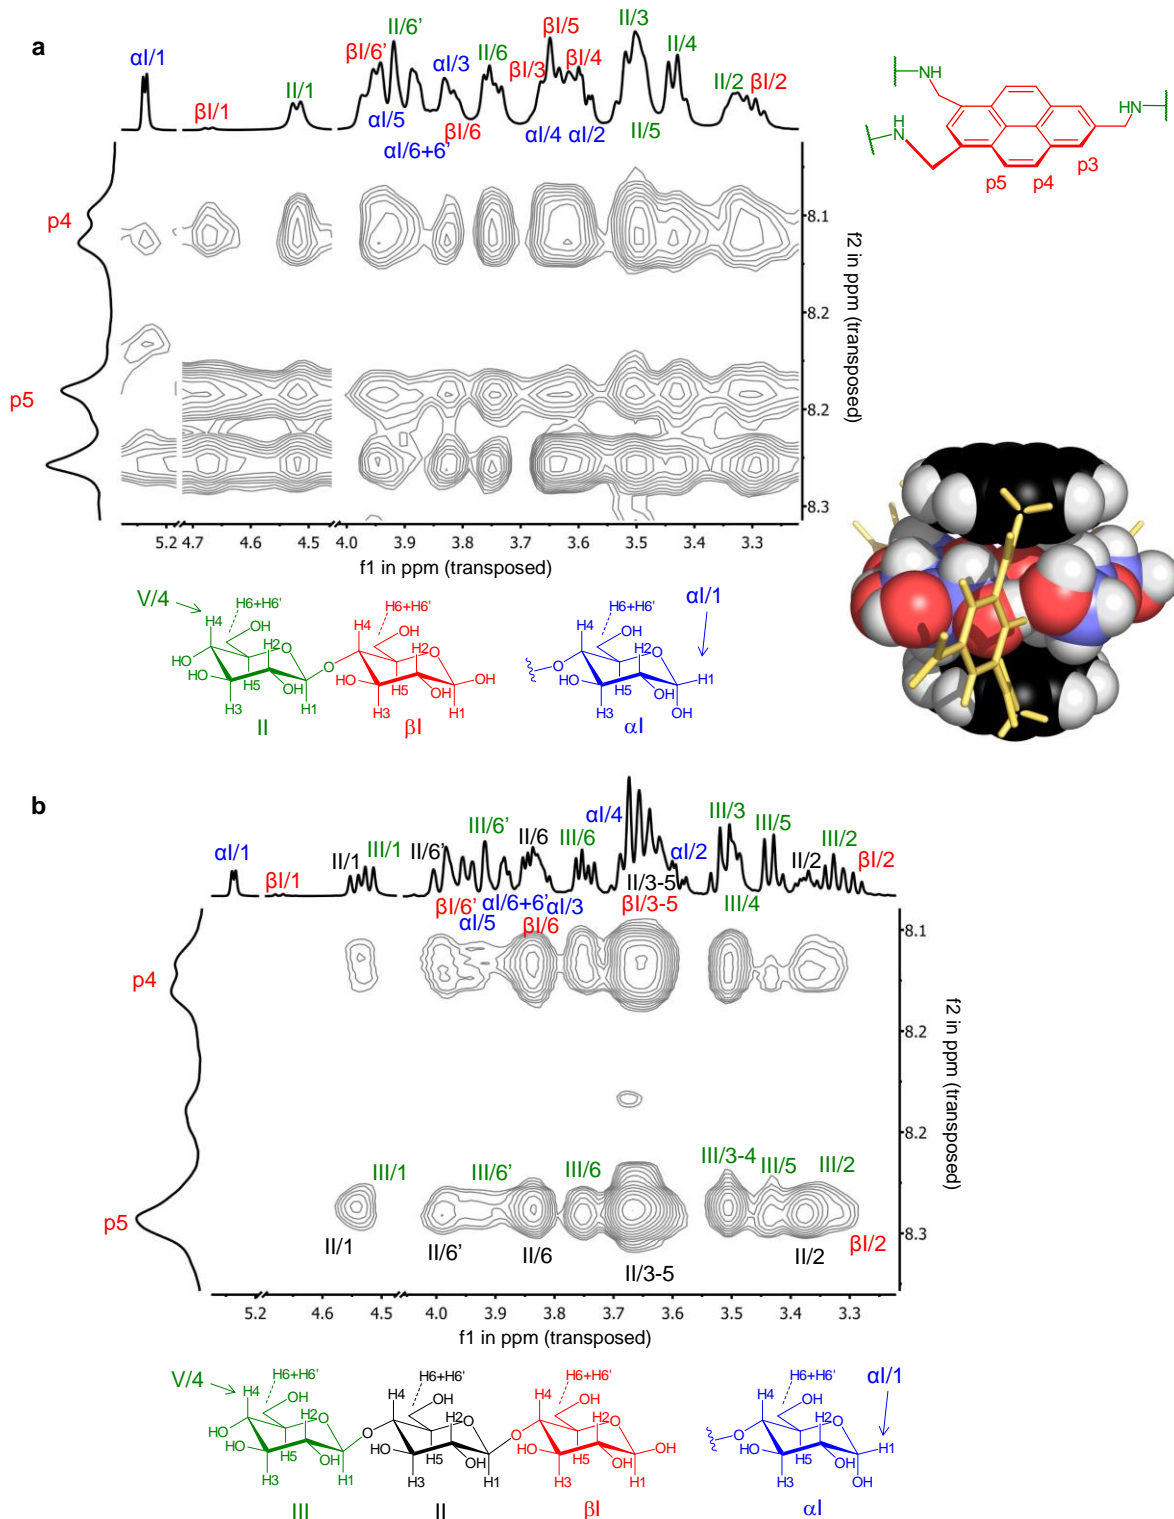 a
II/6'
βI/5
II/3
βI/6'
II/6
βI/4
II/4
αI/1
αI/3
βI/3
II/2
βI/2
βI/1
II/1
αI/5
βI/6
αI/4
αI/2
II/5
αI/6+6'
NH
H
N
HN
NH
p5
p4
p3
p4
p5
8.1
8.2
8.2
8.3
f2 in ppm (transposed)
5.2
4.7
4.5
4.0
3.9
3.8
3.7
3.6
3.5
3.4
3.3
f1 in ppm (transposed)
V/4
H6+H6'
H4
OH
H2
O
HO
HO
H5
OH
H3
H1
O
II
H6+H6'
H4
OH
H2
O
HO
H5
OH
OH
H3
H1
βI
H6+H6'
αI/1
H4
OH
H2
O
O
HO
H5
OH
H1
H3
OH
αI
b
αI/1
βI/1
II/1
III/1
II/6'
III/6'
II/6
III/6
αI/4
III/3
III/5
αI/2
II/2
III/2
βI/2
II/3-5
βI/6'
αI/6+6'
αI/3
βI/3-5
III/4
αI/5
βI/6
p4
p5
8.1
8.2
8.2
8.3
f2 in ppm (transposed)
III/1
III/6'
III/6
III/3-4
III/5
III/2
II/1
II/6'
II/6
II/3-5
II/2
βI/2
5.2
4.6
4.5
4.0
3.9
3.8
3.7
3.6
3.5
3.4
3.3
f1 in ppm (transposed)
V/4
H6+H6'
H4
OH
H2
O
HO
HO
H5
OH
H3
H1
O
III
H6+H6'
H4
OH
H2
O
HO
H5
OH
H3
H1
O
II
H6+H6'
H4
OH
H2
O
HO
H5
OH
OH
H3
H1
βI
H6+H6'
αI/1
H4
OH
H2
O
O
HO
H5
OH
H1
H3
OH
αI